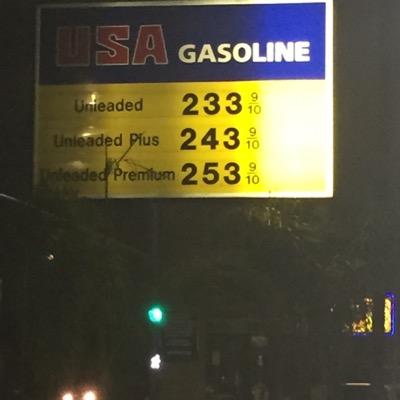 USA GASOLINE
Unleaded 233 9/10
Unleaded Plus 243 9/10
Unleaded Premium 253 9/10